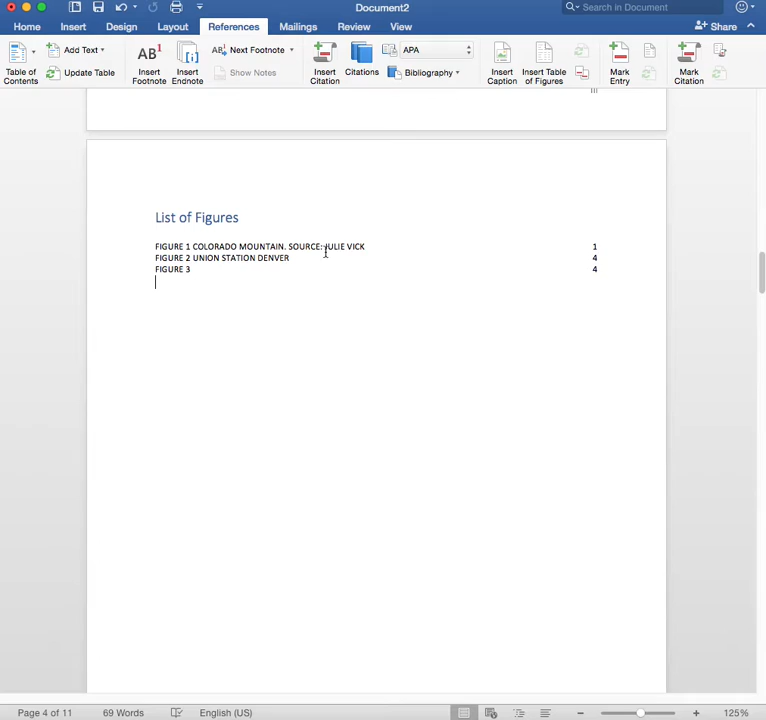 Document2
Search in Document
Home Insert Design Layout References Mailings Review View
Share
Table of Contents
Add Text
Update Table
AB1
Insert Footnote
Insert Endnote
AB1 Next Footnote
Show Notes
Insert Citation
Citations
APA
Bibliography
Insert Caption
Insert Table of Figures
Mark Entry
Mark Citation
III
List of Figures
FIGURE 1 COLORADO MOUNTAIN. SOURCE: JULIE VICK 1
FIGURE 2 UNION STATION DENVER 4
FIGURE 3 4
Page 4 of 11 69 Words English (US) 125%